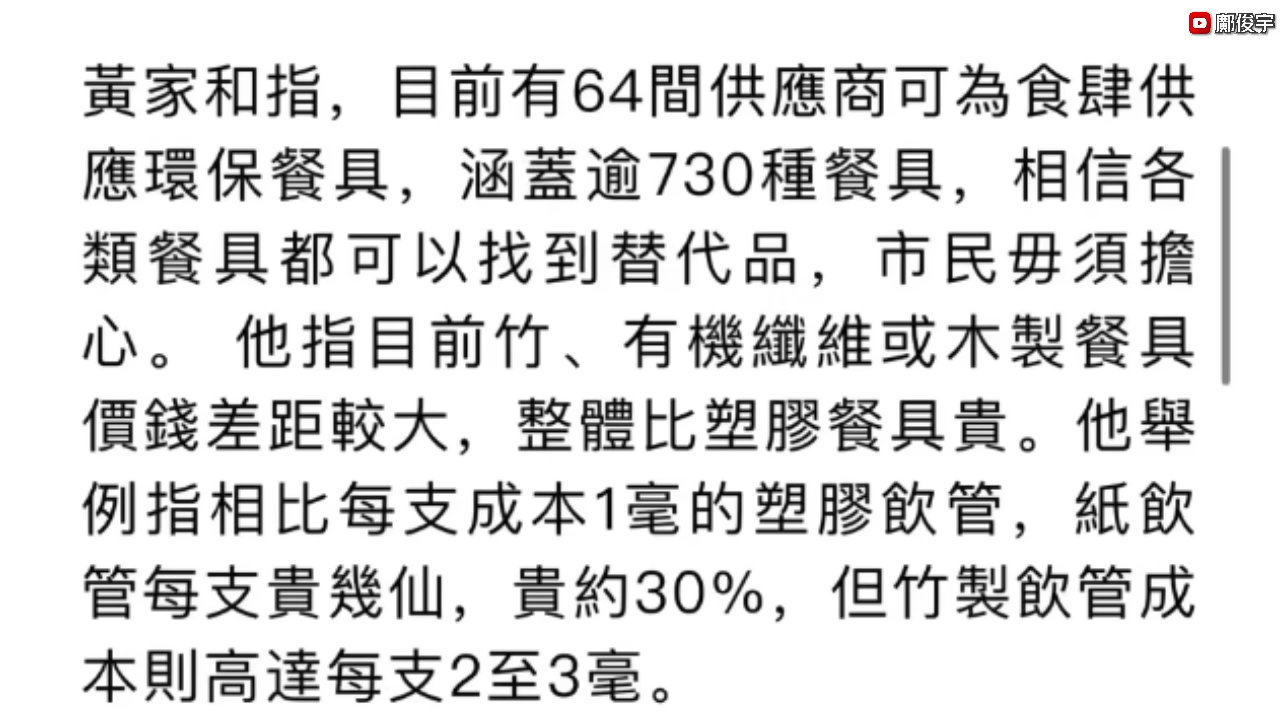 鄺俊宇
黃家和指，目前有64間供應商可為食肆供
應環保餐具，涵蓋逾730種餐具，相信各
類餐具都可以找到替代品，市民毋須擔
心。 他指目前竹、有機纖維或木製餐具
價錢差距較大，整體比塑膠餐具貴。他舉
例指相比每支成本1毫的塑膠飲管，紙飲
管每支貴幾仙，貴約30%，但竹製飲管成
本則高達每支2至3毫。